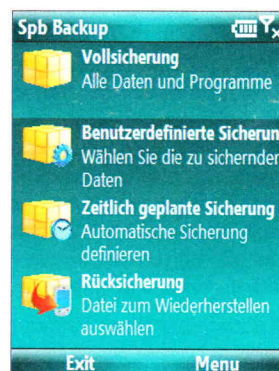 Spb Backup
Vollsicherung
Alle Daten und Programme
Benutzerdefinierte Sicherun
Wählen Sie die zu sichernder
Daten
Zeitlich geplante Sicherung
Automatische Sicherung
definieren
Rücksicherung
Datei zum Wiederherstellen
auswählen
Exit Menu